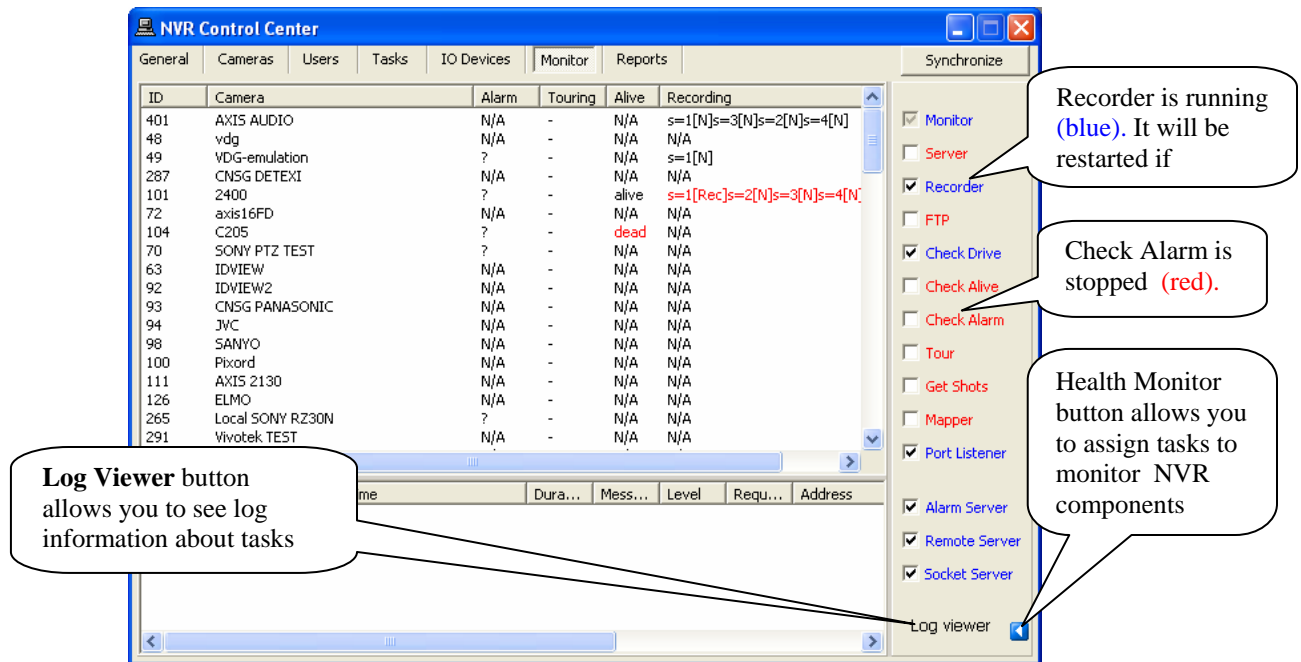 NVR Control Center
General Cameras Users Tasks IO Devices Monitor Reports Synchronize
ID Camera Alarm Touring Alive Recording
401 AXIS AUDIO N/A - N/A s=1[N]s=3[N]s=2[N]s=4[N]
48 vdg N/A - N/A N/A
49 VDG-emulation ? - N/A s=1[N]
287 CNSG DETEXI N/A - N/A N/A
101 2400 ? - alive s=1[Rec]s=2[N]s=3[N]s=4[N]
72 axis16FD N/A - N/A N/A
104 C205 ? - dead N/A
70 SONY PTZ TEST ? - N/A N/A
63 IDVIEW N/A - N/A N/A
92 IDVIEW2 N/A - N/A N/A
93 CNSG PANASONIC N/A - N/A N/A
94 JVC N/A - N/A N/A
98 SANYO N/A - N/A N/A
100 Pixord N/A - N/A N/A
111 AXIS 2130 N/A - N/A N/A
126 ELMO N/A - N/A N/A
265 Local SONY RZ30N ? - N/A N/A
291 Vivotek TEST N/A - N/A N/A
me Dura... Mess... Level Requ... Address
Monitor
Server
Recorder
FTP
Check Drive
Check Alive
Check Alarm
Tour
Get Shots
Mapper
Port Listener
Alarm Server
Remote Server
Socket Server
Log viewer
Recorder is running
(blue). It will be
restarted if
Check Alarm is
stopped (red).
Health Monitor
button allows you
to assign tasks to
monitor NVR
components
Log Viewer button
allows you to see log
information about tasks